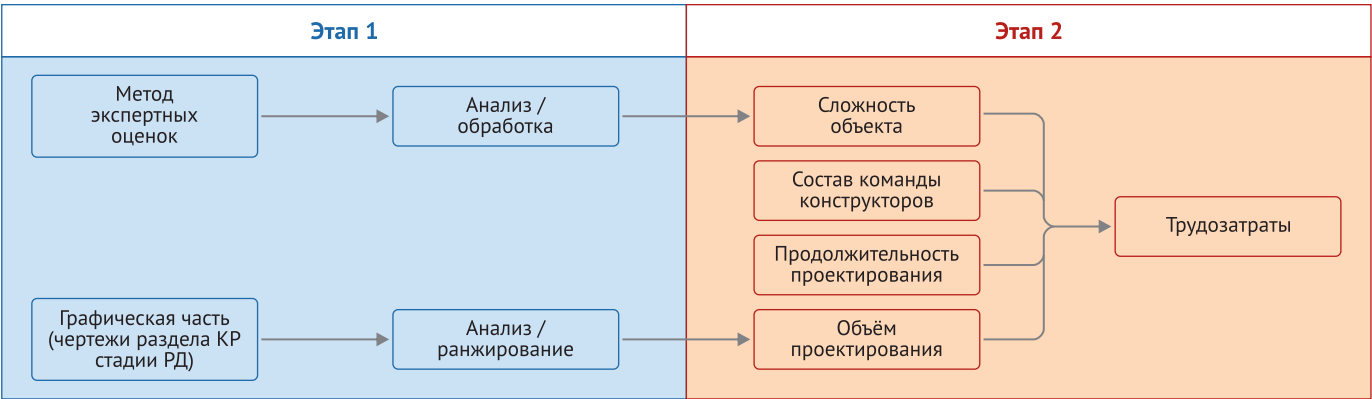 Этап 1
Этап 2
Метод
экспертных
оценок
Анализ /
обработка
Сложность
объекта
Состав команды
конструкторов
Трудозатраты
Продолжительность
проектирования
Графическая часть
(чертежи раздела КР
стадии РД)
Анализ /
ранжирование
Объём
проектирования